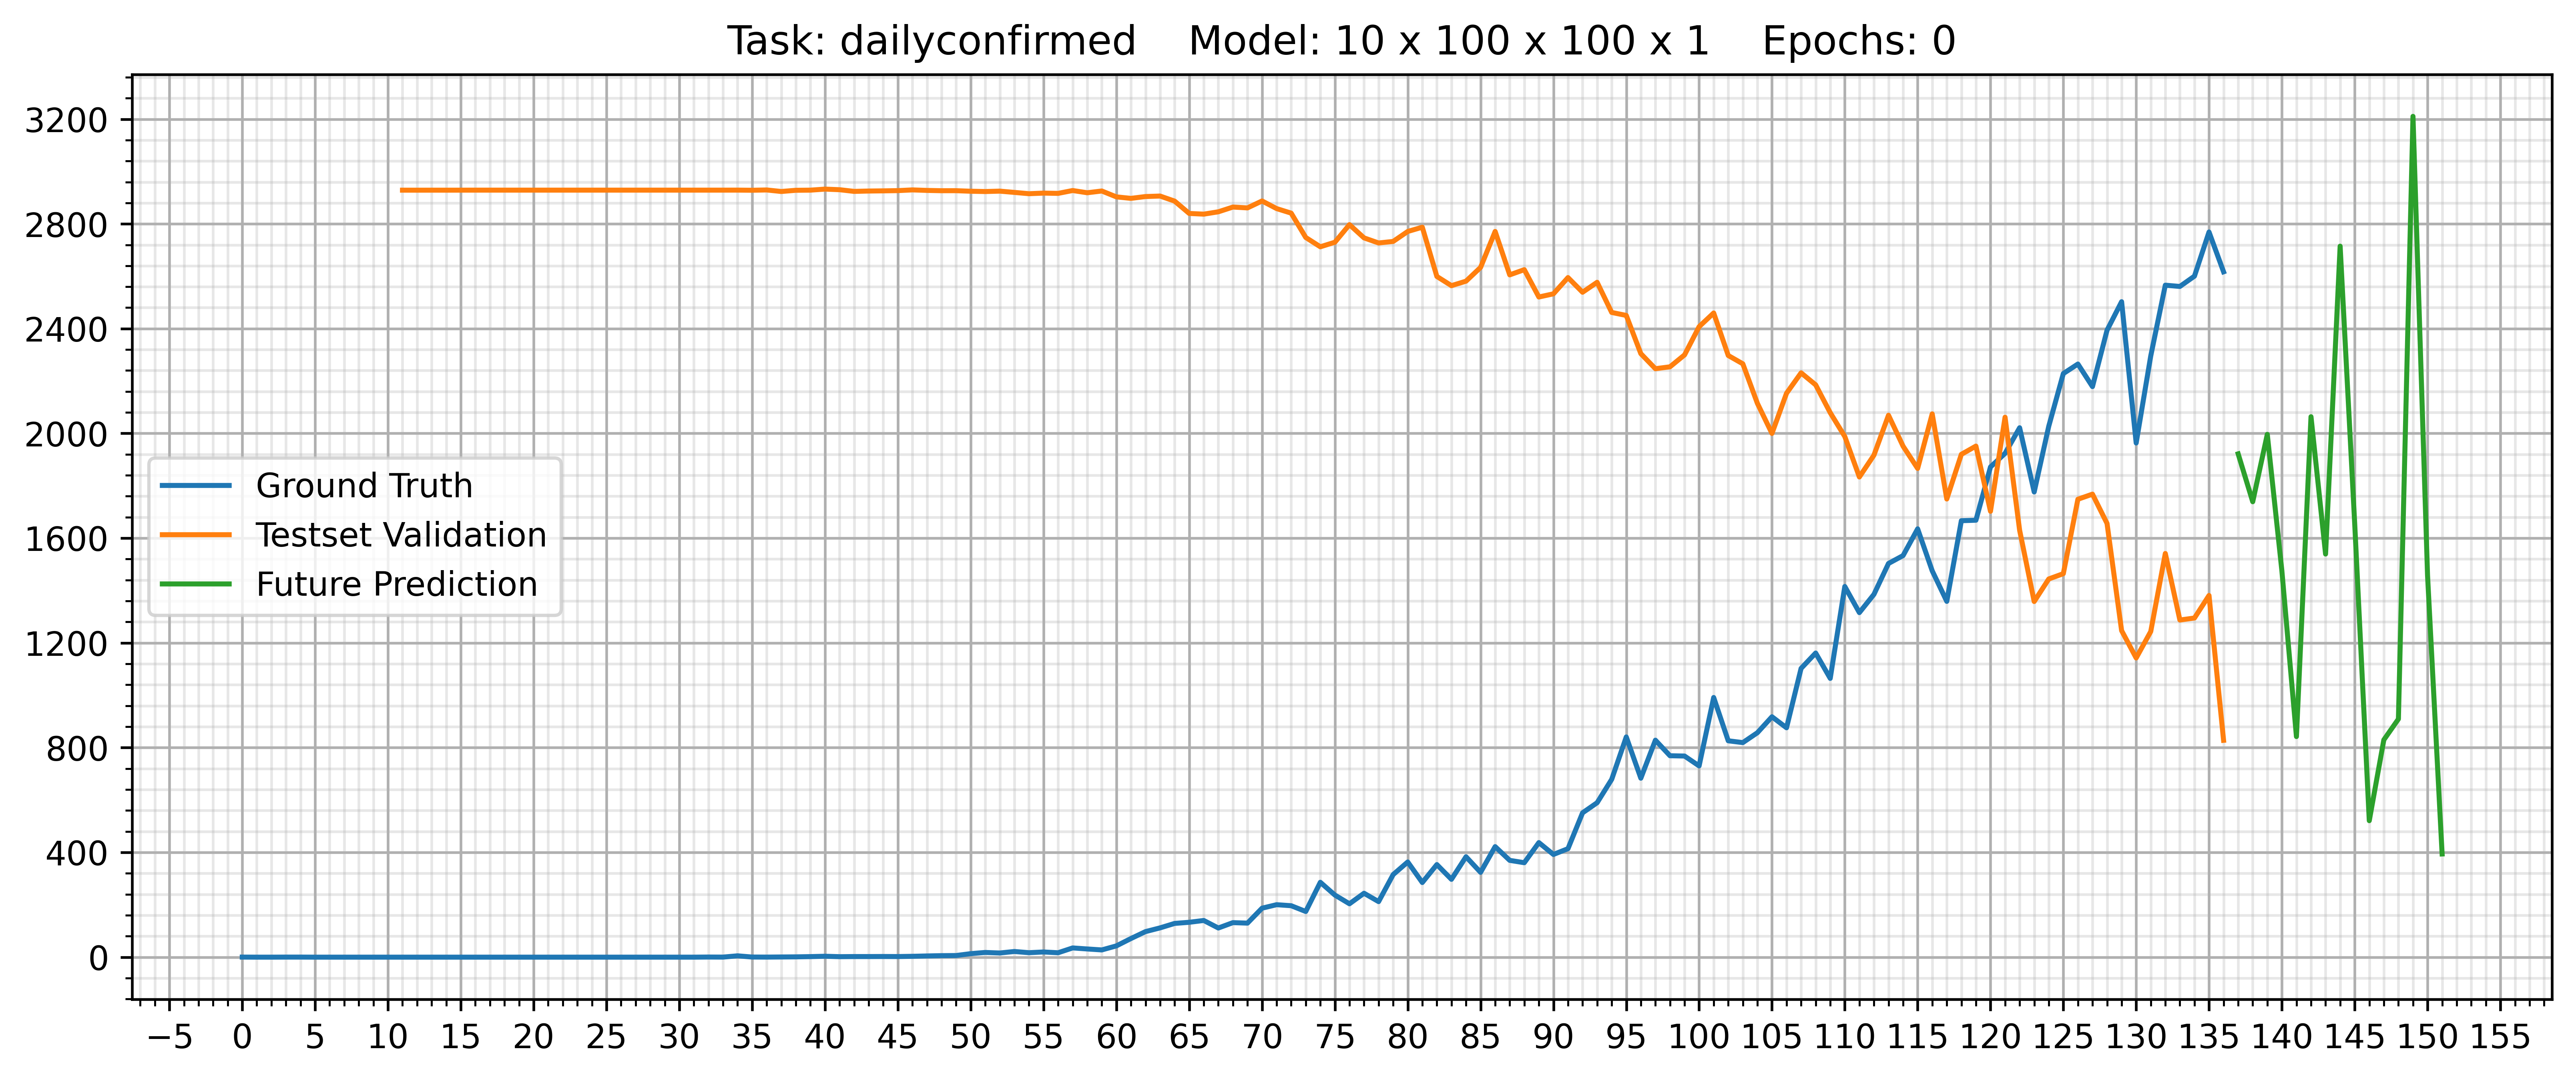 Task: dailyconfirmed    Model: 10 x 100 x 100 x 1    Epochs: 0
3200
2800
2400
2000
1600
1200
800
400
0
Ground Truth
Testset Validation
Future Prediction
−5 0 5 10 15 20 25 30 35 40 45 50 55 60 65 70 75 80 85 90 95 100 105 110 115 120 125 130 135 140 145 150 155